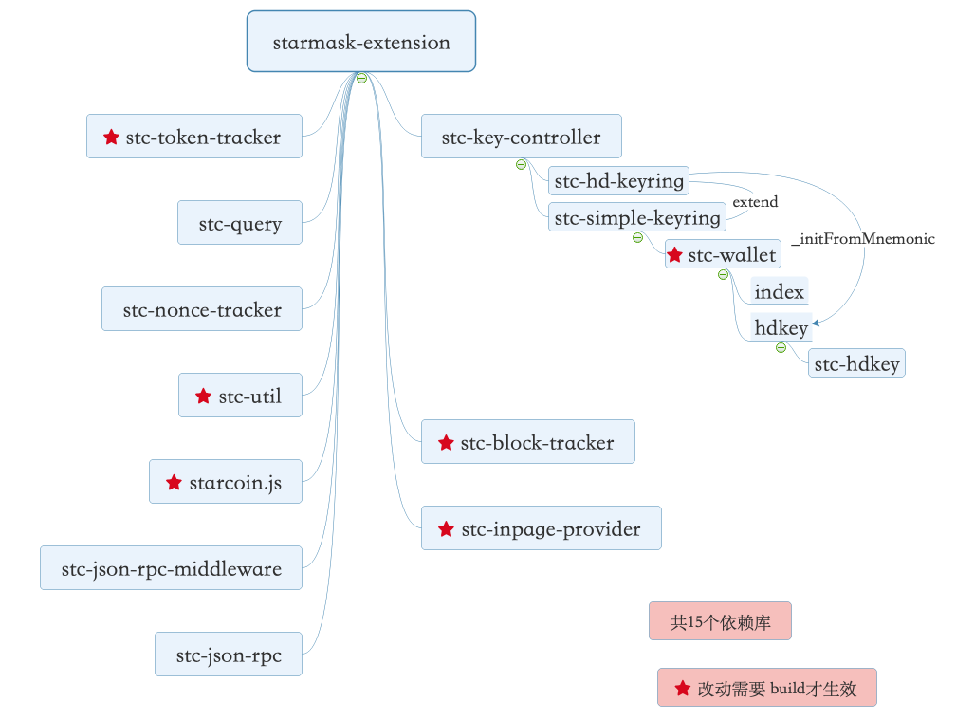 starmask-extension
stc-token-tracker
stc-query
stc-nonce-tracker
stc-util
starcoin.js
stc-json-rpc-middleware
stc-json-rpc
stc-key-controller
stc-hd-keyring
extend
stc-simple-keyring
_initFromMnemonic
stc-wallet
index
hdkey
stc-hdkey
stc-block-tracker
stc-inpage-provider
共15个依赖库
改动需要 build才生效